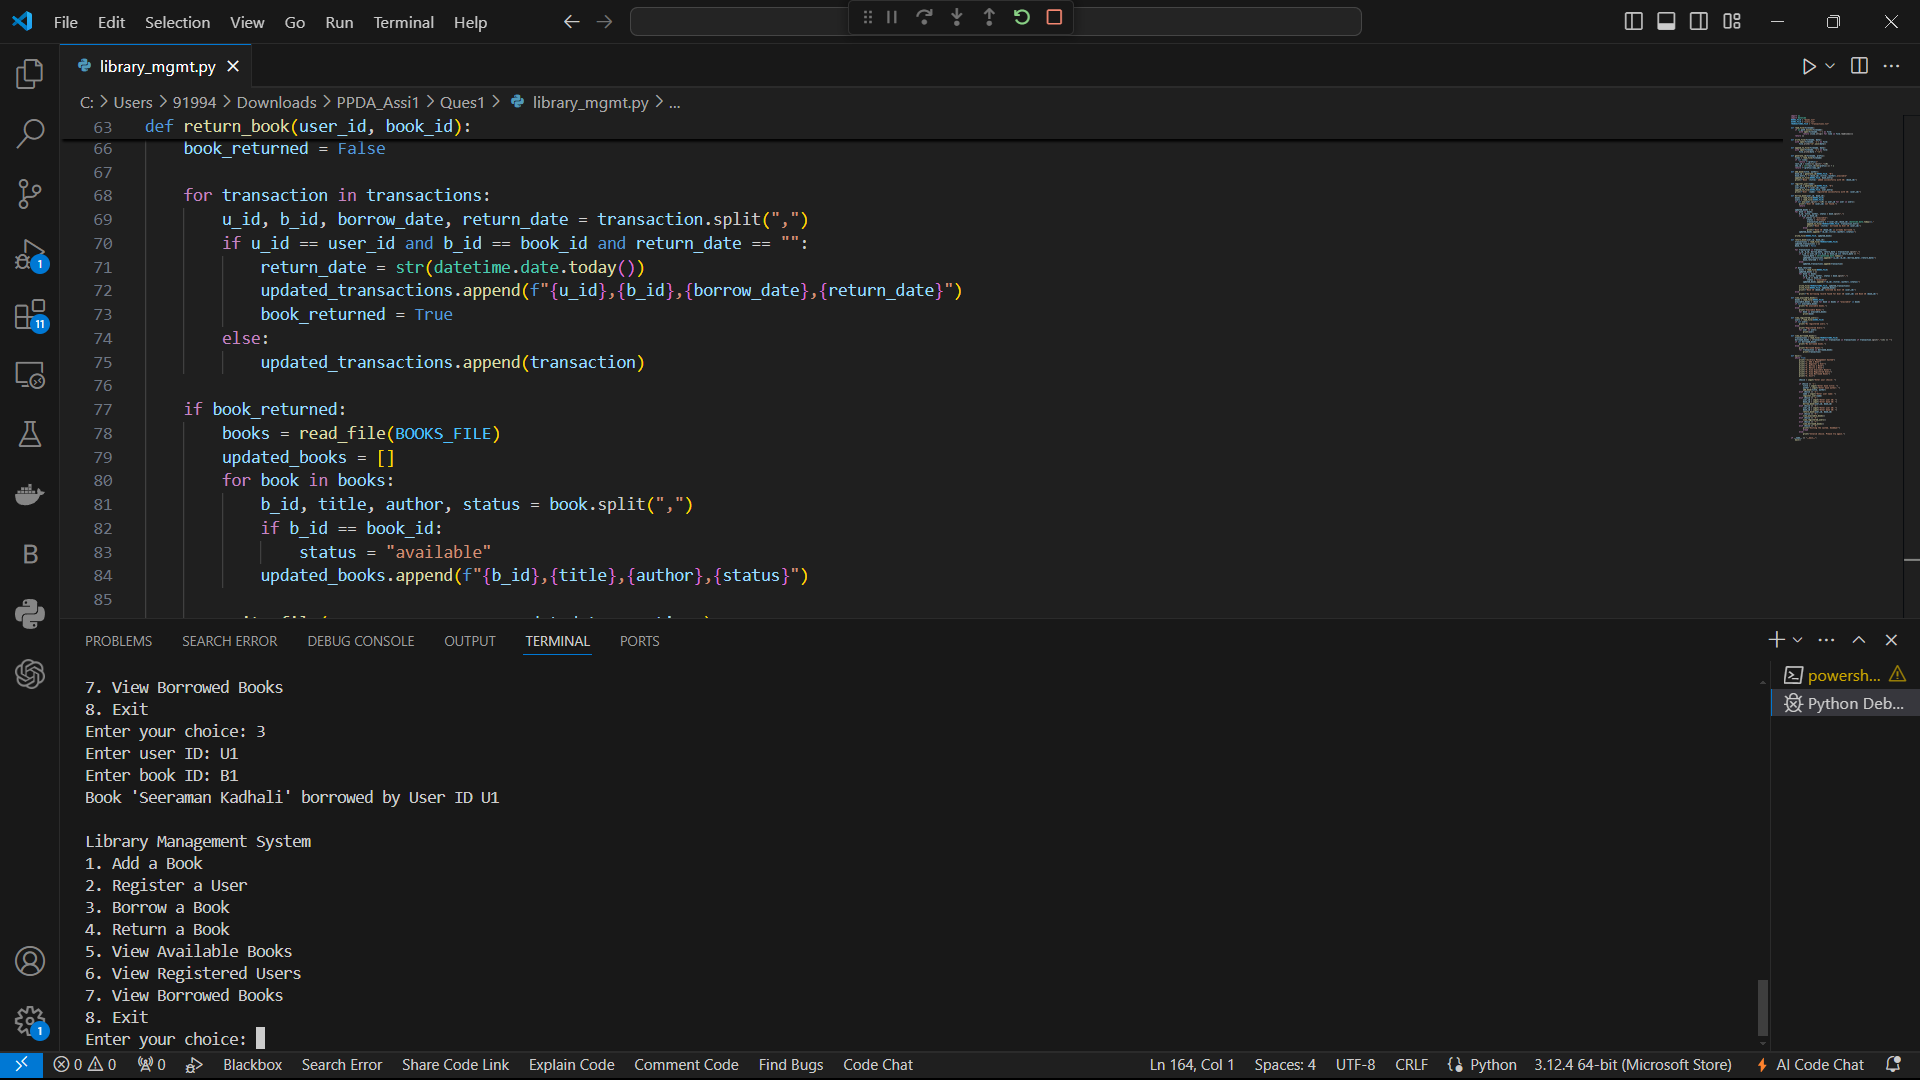 File Edit Selection View Go Run Terminal Help
library_mgmt.py
C: > Users > 91994 > Downloads > PPDA_Assi1 > Ques1 > library_mgmt.py > ...
63 def return_book(user_id, book_id):
66 book_returned = False
67
68 for transaction in transactions:
69 u_id, b_id, borrow_date, return_date = transaction.split(",")
70 if u_id == user_id and b_id == book_id and return_date == "":
71 return_date = str(datetime.date.today())
72 updated_transactions.append(f"{u_id},{b_id},{borrow_date},{return_date}")
73 book_returned = True
74 else:
75 updated_transactions.append(transaction)
76
77 if book_returned:
78 books = read_file(BOOKS_FILE)
79 updated_books = []
80 for book in books:
81 b_id, title, author, status = book.split(",")
82 if b_id == book_id:
83 status = "available"
84 updated_books.append(f"{b_id},{title},{author},{status}")
85
PROBLEMS SEARCH ERROR DEBUG CONSOLE OUTPUT TERMINAL PORTS
powersh...
Python Deb...
7. View Borrowed Books
8. Exit
Enter your choice: 3
Enter user ID: U1
Enter book ID: B1
Book 'Seeraman Kadhali' borrowed by User ID U1
Library Management System
1. Add a Book
2. Register a User
3. Borrow a Book
4. Return a Book
5. View Available Books
6. View Registered Users
7. View Borrowed Books
8. Exit
Enter your choice:
1
11
B
1
0 0 0 Blackbox Search Error Share Code Link Explain Code Comment Code Find Bugs Code Chat Ln 164, Col 1 Spaces: 4 UTF-8 CRLF Python 3.12.4 64-bit (Microsoft Store) AI Code Chat